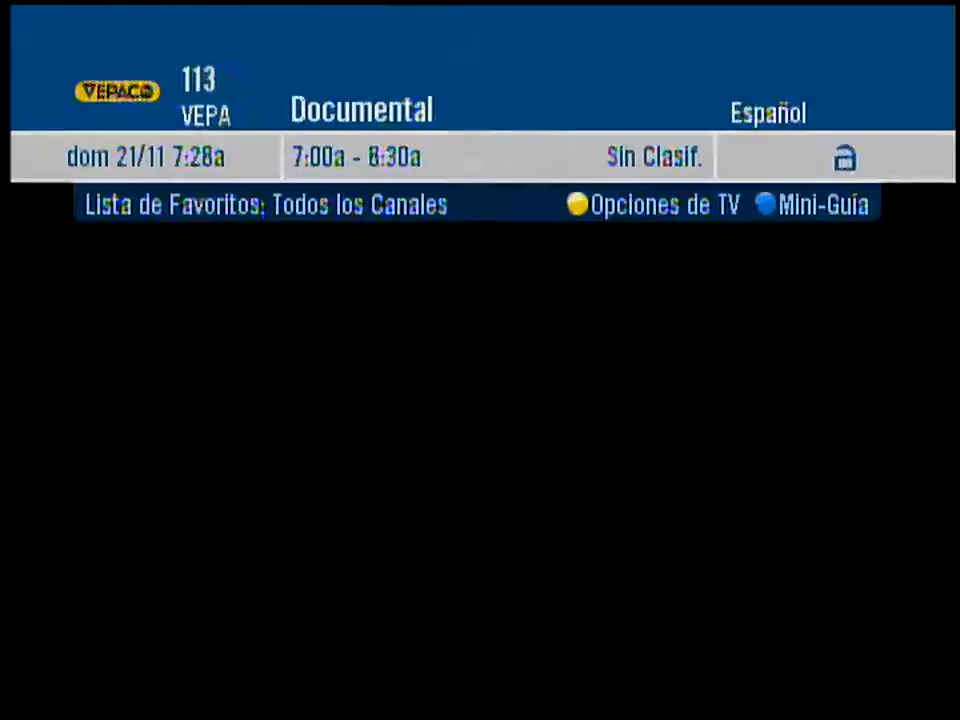 VEPACO
113
VEPA
Documental
Español
dom 21/11 7:28a
7:00a - 8:30a
Sin Clasif.
Lista de Favoritos: Todos los Canales
Opciones de TV
Mini-Guía